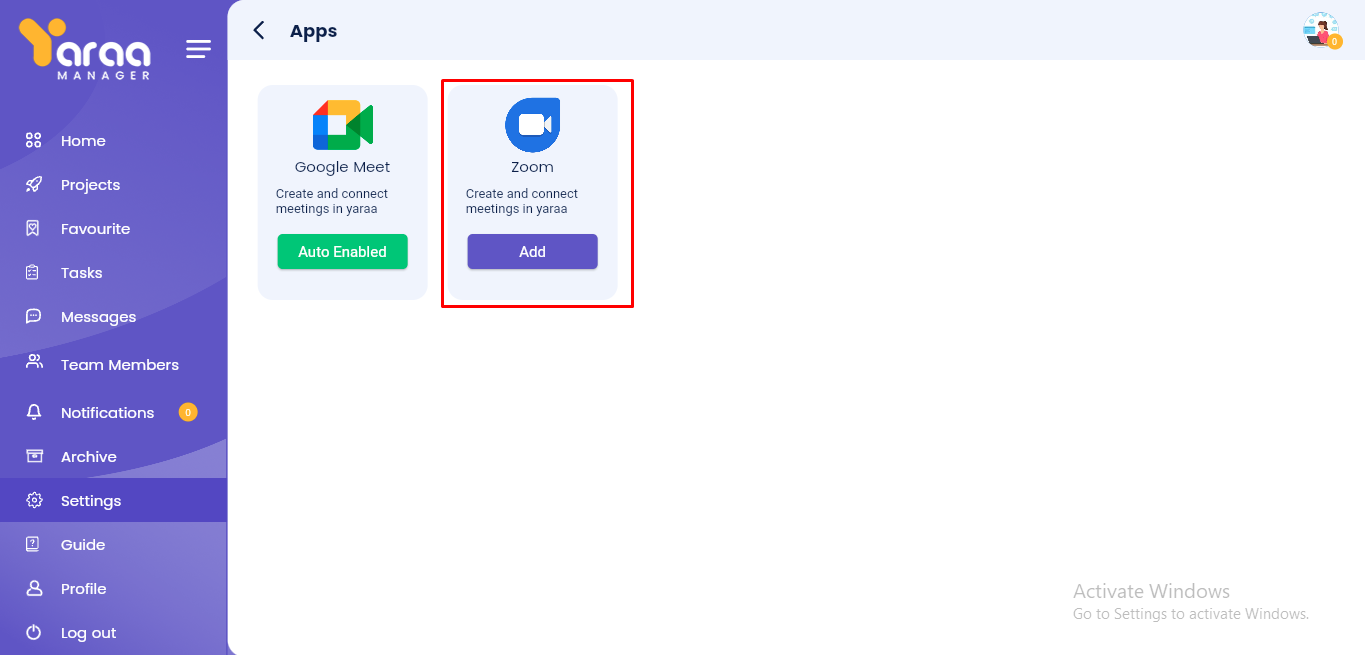 Yaraa
MANAGER
Home
Projects
Favourite
Tasks
Messages
Team Members
Notifications 0
Archive
Settings
Guide
Profile
Log out
Apps
0
Google Meet
Create and connect
meetings in yaraa
Auto Enabled
Zoom
Create and connect
meetings in yaraa
Add
Activate Windows
Go to Settings to activate Windows.